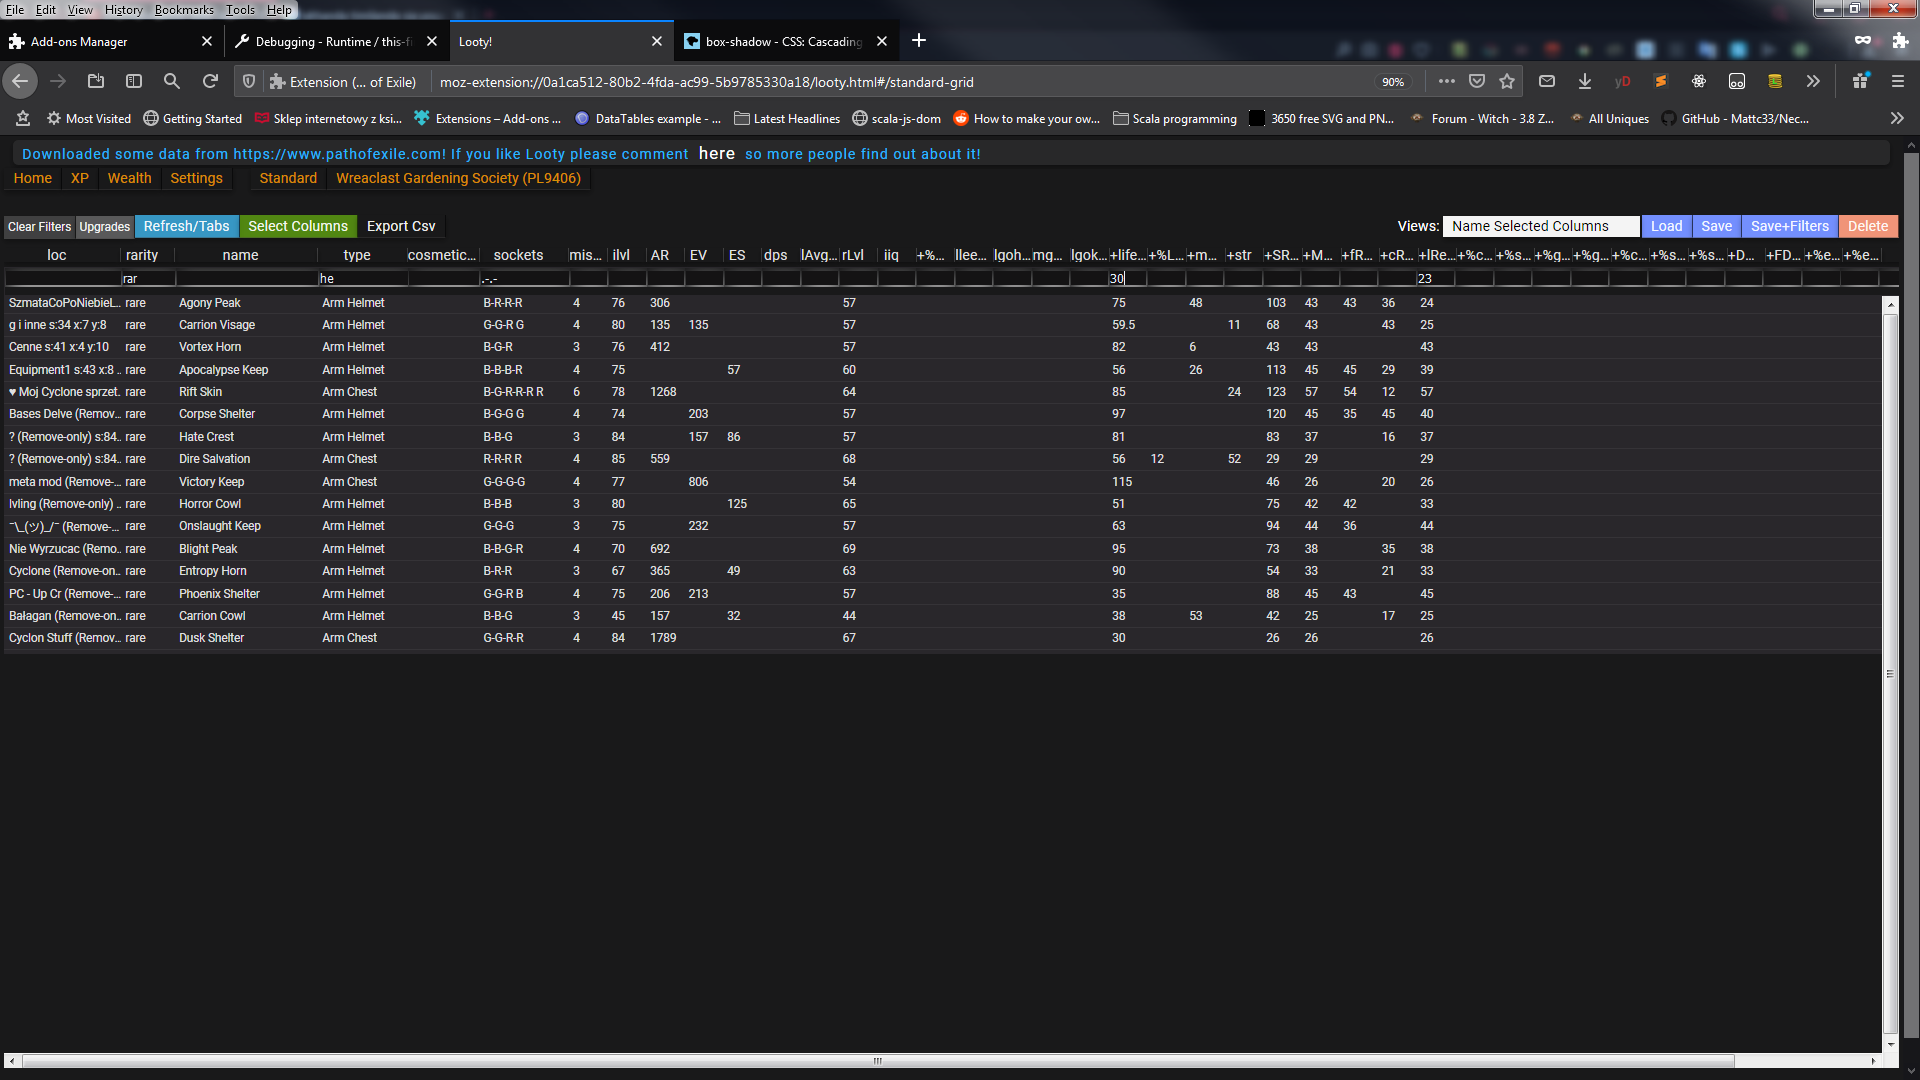 File Edit View History Bookmarks Tools Help
Add-ons Manager Debugging - Runtime / this-fi Looty! box-shadow - CSS: Cascading
Extension (... of Exile) moz-extension://0a1ca512-80b2-4fda-ac99-5b9785330a18/looty.html#/standard-grid 90%
Most Visited Getting Started Sklep internetowy z ksi... Extensions – Add-ons ... DataTables example - ... Latest Headlines scala-js-dom How to make your ow... Scala programming 3650 free SVG and PN... Forum - Witch - 3.8 Z... All Uniques GitHub - Mattc33/Nec...
Downloaded some data from https://www.pathofexile.com! If you like Looty please comment here so more people find out about it!
Home XP Wealth Settings Standard Wreaclast Gardening Society (PL9406)
Clear Filters Upgrades Refresh/Tabs Select Columns Export Csv Views: Name Selected Columns Load Save Save+Filters Delete
loc rarity name type cosmetic... sockets mis... ilvl AR EV ES dps lAvg... rLvl iiq +%... llee... lgoh... mg... lgok... +life... +%L... +m... +str +SR... +M... +fR... +cR... +lRe... +%c... +%s... +%g... +%g... +%c... +%s... +%s... +D... +FD... +%e... +%e...
rar he .-.- 30 23
SzmataCoPoNiebieL... rare Agony Peak Arm Helmet B-R-R-R 4 76 306 57 75 48 103 43 43 36 24
g i inne s:34 x:7 y:8 rare Carrion Visage Arm Helmet G-G-R G 4 80 135 135 57 59.5 11 68 43 43 25
Cenne s:41 x:4 y:10 rare Vortex Horn Arm Helmet B-G-R 3 76 412 57 82 6 43 43 43
Equipment1 s:43 x:8 .. rare Apocalypse Keep Arm Helmet B-B-B-R 4 75 57 60 56 26 113 45 45 29 39
♥ Moj Cyclone sprzet. rare Rift Skin Arm Chest B-G-R-R-R R 6 78 1268 64 85 24 123 57 54 12 57
Bases Delve (Remov... rare Corpse Shelter Arm Helmet B-G-G G 4 74 203 57 97 120 45 35 45 40
? (Remove-only) s:84.. rare Hate Crest Arm Helmet B-B-G 3 84 157 86 57 81 83 37 16 37
? (Remove-only) s:84.. rare Dire Salvation Arm Chest R-R-R R 4 85 559 68 56 12 52 29 29 29
meta mod (Remove-... rare Victory Keep Arm Chest G-G-G-G 4 77 806 54 115 46 26 20 26
lvling (Remove-only) .. rare Horror Cowl Arm Helmet B-B-B 3 80 125 65 51 75 42 42 33
¯\_(ツ)_/¯ (Remove-... rare Onslaught Keep Arm Helmet G-G-G 3 75 232 57 63 94 44 36 44
Nie Wyrzucac (Remo.. rare Blight Peak Arm Helmet B-B-G-R 4 70 692 69 95 73 38 35 38
Cyclone (Remove-on.. rare Entropy Horn Arm Helmet B-R-R 3 67 365 49 63 90 54 33 21 33
PC - Up Cr (Remove-... rare Phoenix Shelter Arm Helmet G-G-R B 4 75 206 213 57 35 88 45 43 45
Bałagan (Remove-on... rare Carrion Cowl Arm Helmet B-B-G 3 45 157 32 44 38 53 42 25 17 25
Cyclon Stuff (Remov... rare Dusk Shelter Arm Chest G-G-R-R 4 84 1789 67 30 26 26 26